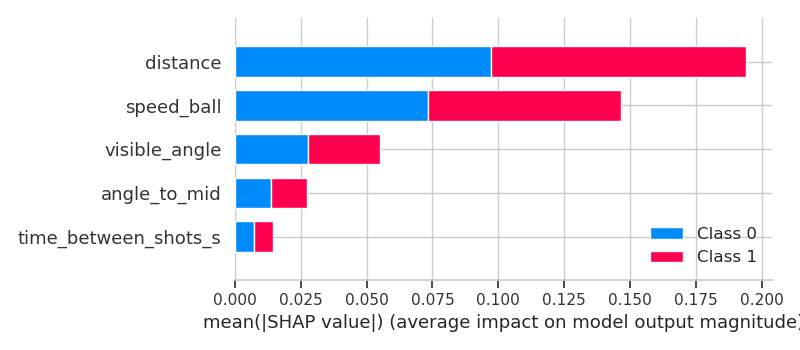 distance
speed_ball
visible_angle
angle_to_mid
time_between_shots_s
Class 0
Class 1
0.000 0.025 0.050 0.075 0.100 0.125 0.150 0.175 0.200
mean(|SHAP value|) (average impact on model output magnitude)